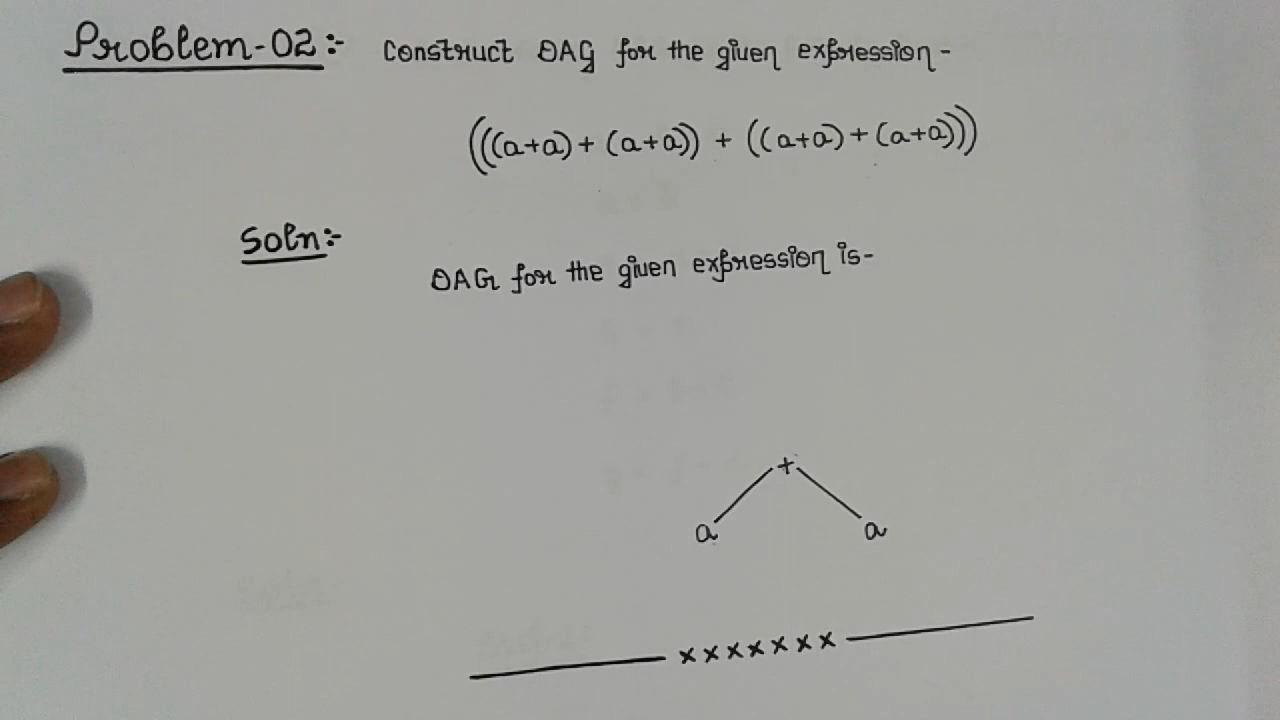 Problem-02:- Construct DAG for the given expression-
(((a+a) + (a+a)) + ((a+a) + (a+a)))
Soln:-
DAG for the given expression is-
+
a a
xxxxxxx